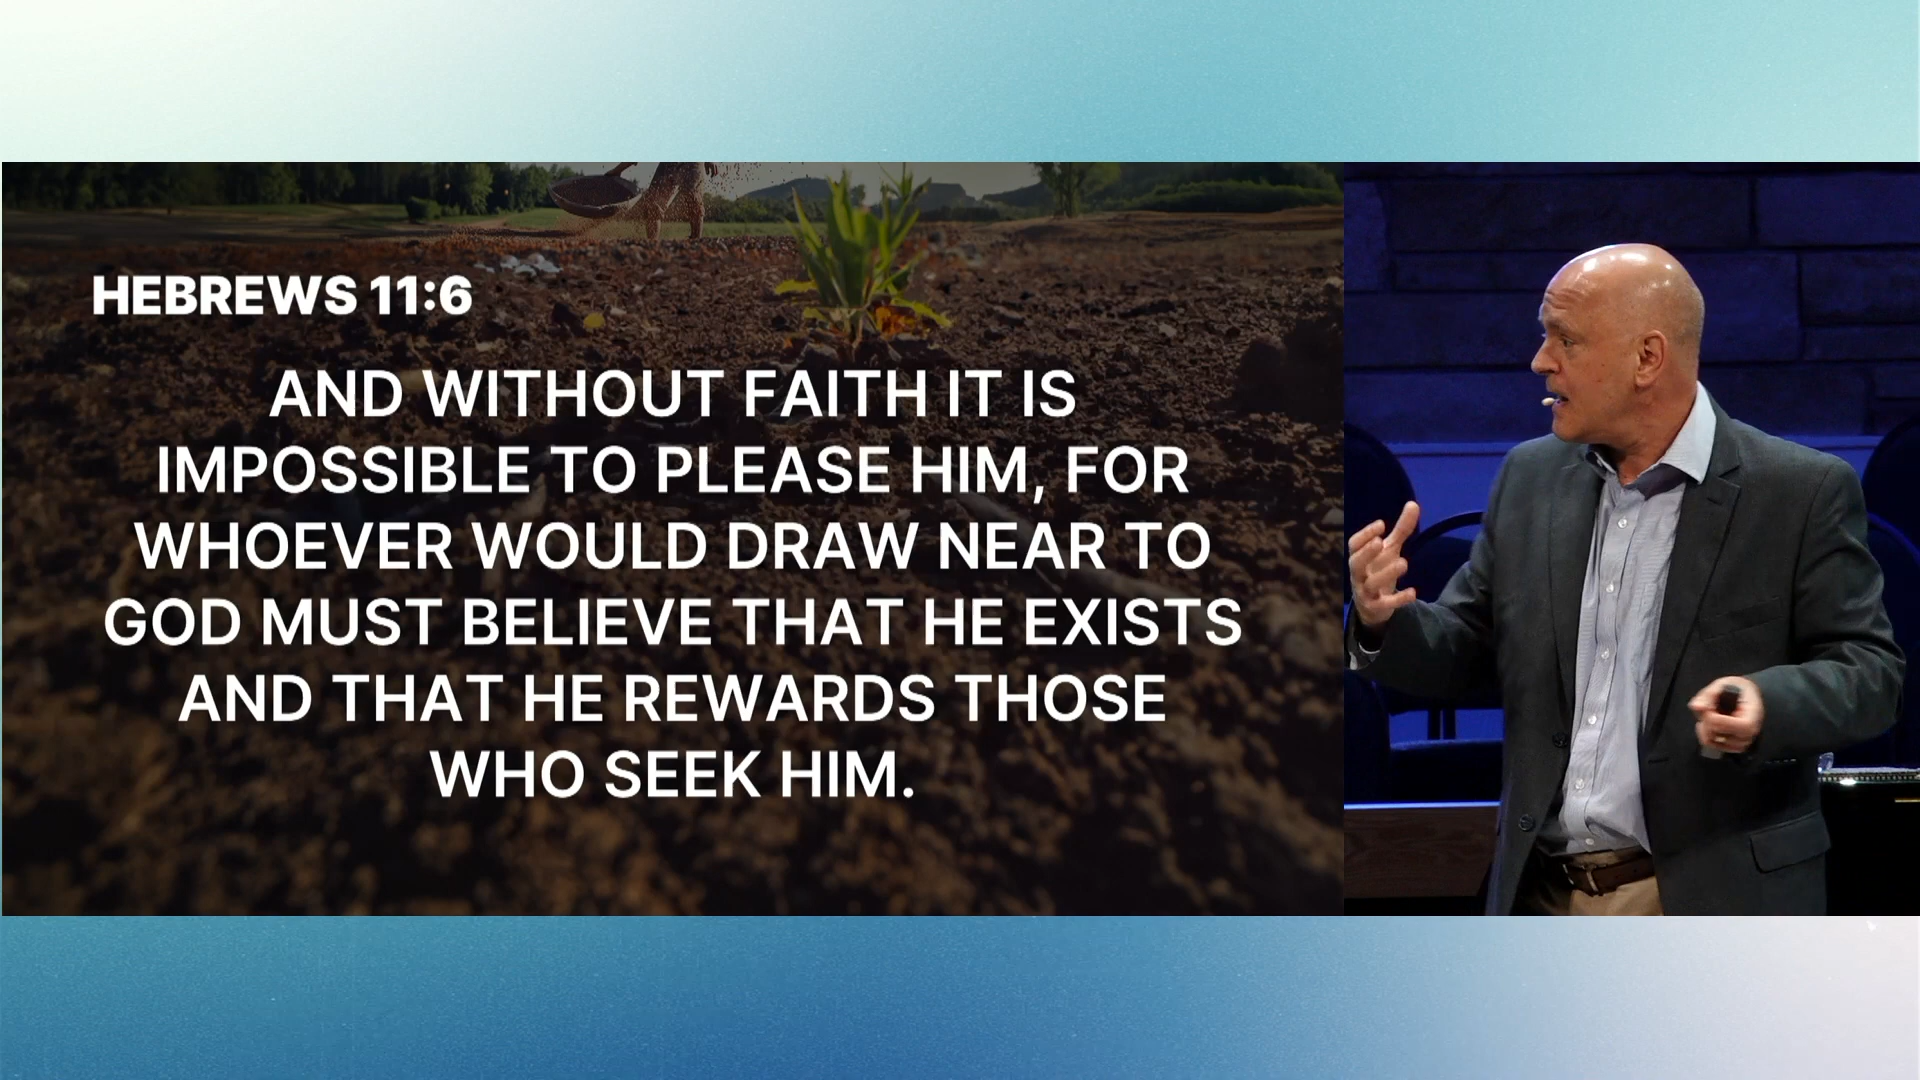 HEBREWS 11:6
AND WITHOUT FAITH IT IS
IMPOSSIBLE TO PLEASE HIM, FOR
WHOEVER WOULD DRAW NEAR TO
GOD MUST BELIEVE THAT HE EXISTS
AND THAT HE REWARDS THOSE
WHO SEEK HIM.